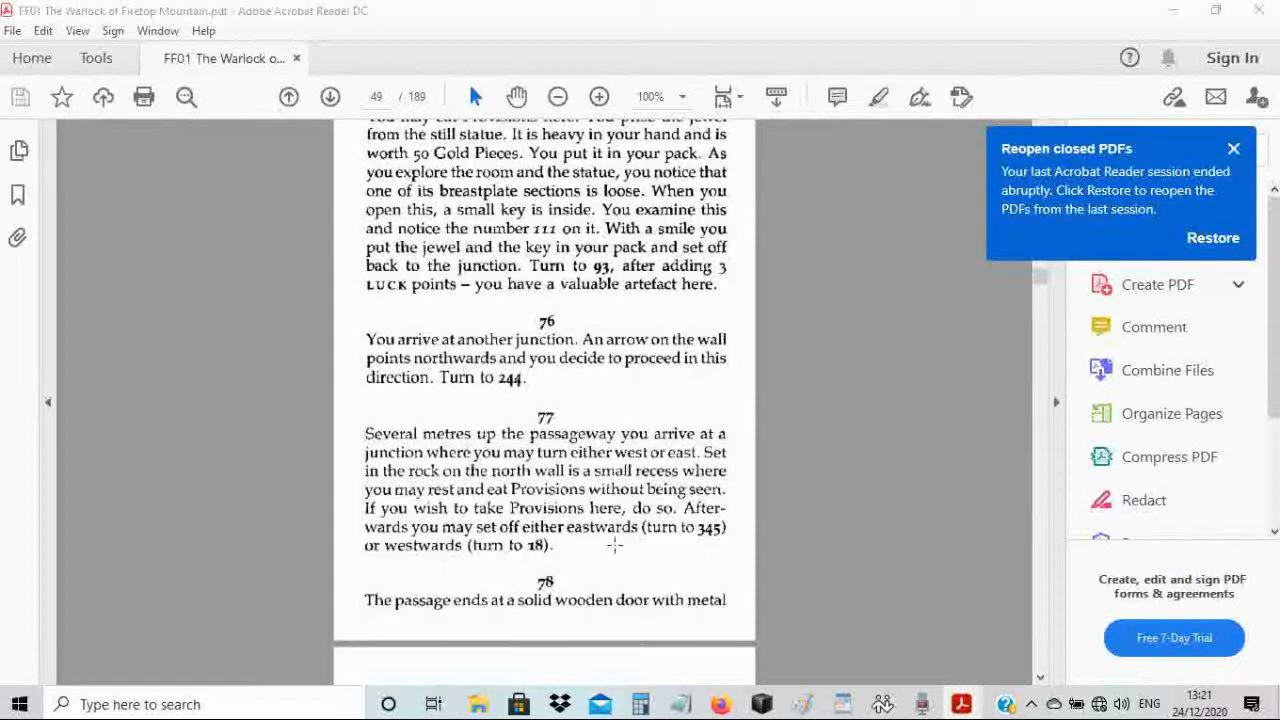 FF01 The Warlock of Firetop Mountain.pdf - Adobe Acrobat Reader DC
File Edit View Sign Window Help
Home Tools FF01 The Warlock o... × Sign In
49 / 189 100%
from the still statue. It is heavy in your hand and is
worth 50 Gold Pieces. You put it in your pack. As
you explore the room and the statue, you notice that
one of its breastplate sections is loose. When you
open this, a small key is inside. You examine this
and notice the number 111 on it. With a smile you
put the jewel and the key in your pack and set off
back to the junction. Turn to 93, after adding 3
LUCK points – you have a valuable artefact here.
76
You arrive at another junction. An arrow on the wall
points northwards and you decide to proceed in this
direction. Turn to 244.
77
Several metres up the passageway you arrive at a
junction where you may turn either west or east. Set
in the rock on the north wall is a small recess where
you may rest and eat Provisions without being seen.
If you wish to take Provisions here, do so. After-
wards you may set off either eastwards (turn to 345)
or westwards (turn to 18).
78
The passage ends at a solid wooden door with metal
Reopen closed PDFs
Your last Acrobat Reader session ended
abruptly. Click Restore to reopen the
PDFs from the last session.
Restore
Create PDF
Comment
Combine Files
Organize Pages
Compress PDF
Redact
Create, edit and sign PDF
forms & agreements
Free 7-Day Trial
Type here to search
ENG
13:21
24/12/2020